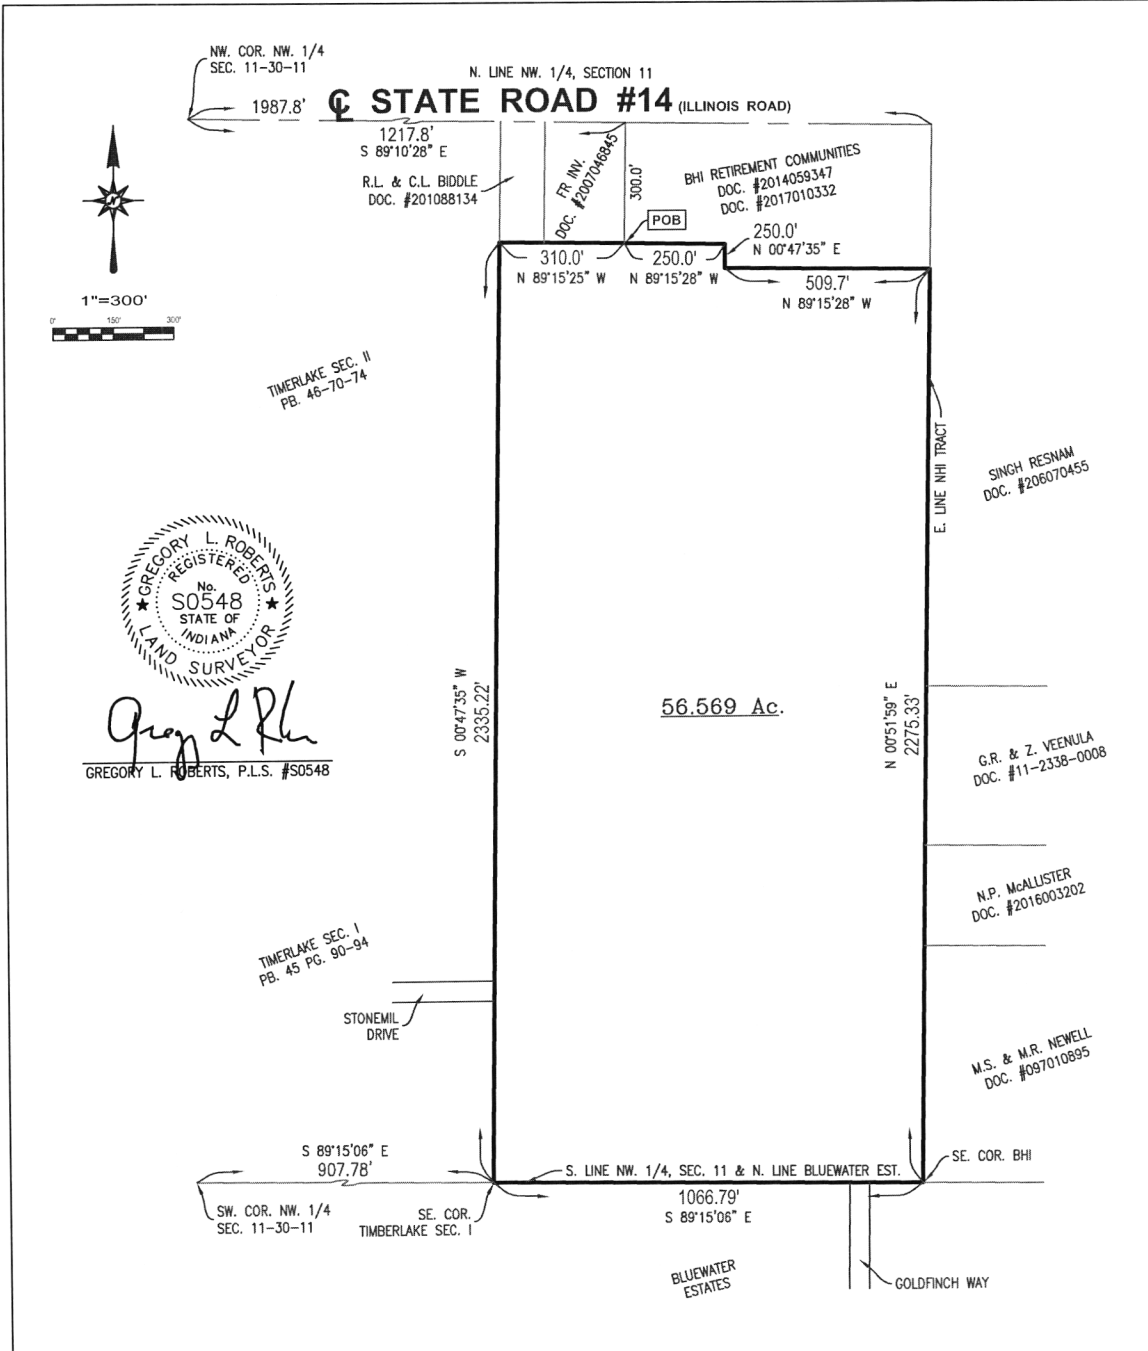 NW. COR. NW. 1/4
SEC. 11-30-11
N. LINE NW. 1/4, SECTION 11
1987.8'
℄ STATE ROAD #14 (ILLINOIS ROAD)
1217.8'
S 89°10'28" E
R.L. & C.L. BIDDLE
DOC. #201088134
FR INV.
DOC. #2007046845
300.0'
BHI RETIREMENT COMMUNITIES
DOC. #2014059347
DOC. #2017010332
POB
250.0'
N 00°47'35" E
310.0'
N 89°15'25" W
250.0'
N 89°15'28" W
509.7'
N 89°15'28" W
N
1"=300'
0' 150' 300'
TIMERLAKE SEC. II
PB. 46-70-74
E. LINE NHI TRACT
SINGH RESNAM
DOC. #206070455
GREGORY L. ROBERTS
REGISTERED
No.
S0548
STATE OF
INDIANA
★ LAND SURVEYOR ★
Greg L Rhn
GREGORY L. ROBERTS, P.L.S. #S0548
S 00°47'35" W
2335.22'
56.569 Ac.
N 00°51'59" E
2275.33'
G.R. & Z. VEENULA
DOC. #11-2338-0008
N.P. McALLISTER
DOC. #2016003202
TIMERLAKE SEC. I
PB. 45 PG. 90-94
STONEMIL
DRIVE
M.S. & M.R. NEWELL
DOC. #097010895
S 89°15'06" E
907.78'
S. LINE NW. 1/4, SEC. 11 & N. LINE BLUEWATER EST.
SE. COR. BHI
SW. COR. NW. 1/4
SEC. 11-30-11
SE. COR.
TIMBERLAKE SEC. I
1066.79'
S 89°15'06" E
BLUEWATER
ESTATES
GOLDFINCH WAY